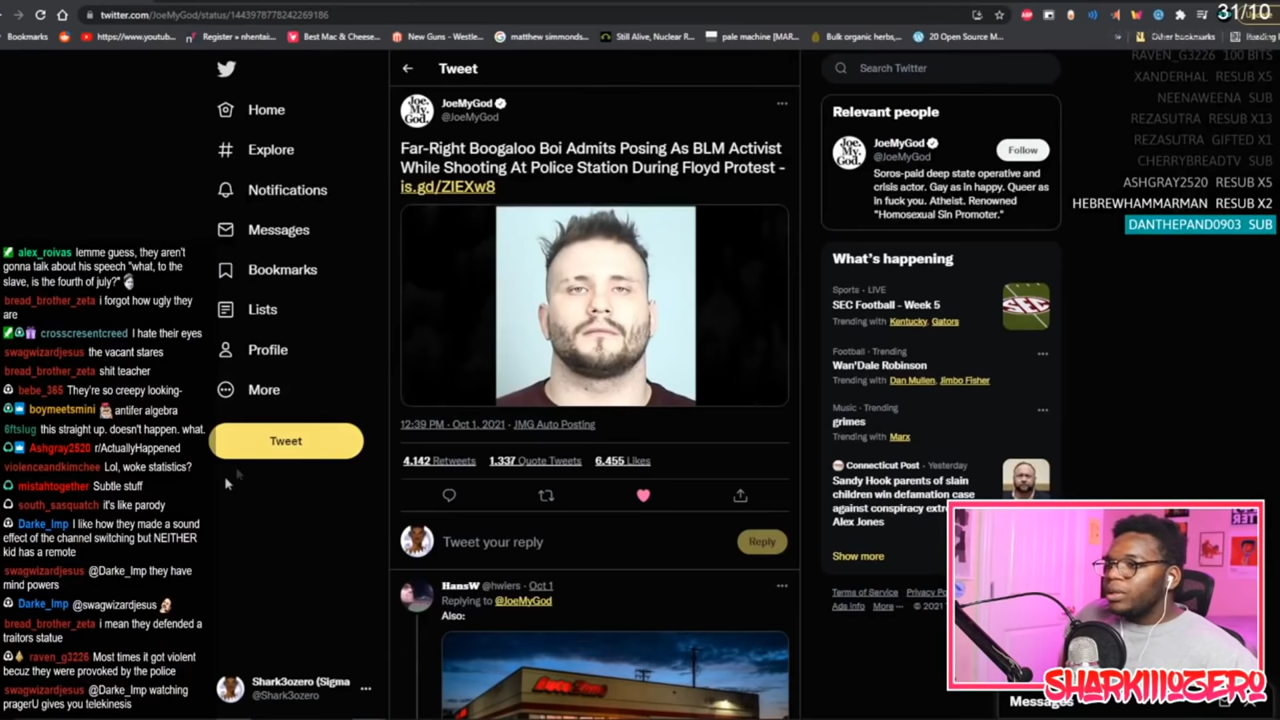 twitter.com/JoeMyGod/status/1443978778242269186
31/10
Bookmarks
https://www.youtub...
Register » nhentai...
Best Mac & Cheese...
New Guns - Westle...
matthew simmonds...
Still Alive, Nuclear R...
pale machine [MAR...
Bulk organic herbs,...
20 Open Source M...
Other bookmarks
Reading
RAVEN_G3226 100 BITS
XANDERHAL RESUB X5
NEENAWEENA SUB
REZASUTRA RESUB X13
REZASUTRA GIFTED X1
CHERRYBREADTV SUB
ASHGRAY2520 RESUB X5
HEBREWHAMMARMAN RESUB X2
DANTHEPAND0903 SUB
alex_roivas lemme guess, they aren't
gonna talk about his speech "what, to the
slave, is the fourth of july?"
bread_brother_zeta i forgot how ugly they
are
crosscresentcreed I hate their eyes
swagwizardjesus the vacant stares
bread_brother_zeta shit teacher
bebe_365 They're so creepy looking-
boymeetsmini antifer algebra
6ftslug this straight up. doesn't happen. what.
Ashgray2520 r/ActuallyHappened
violenceandkimchee Lol, woke statistics?
mistahtogether Subtle stuff
south_sasquatch it's like parody
Darke_Imp I like how they made a sound
effect of the channel switching but NEITHER
kid has a remote
swagwizardjesus @Darke_Imp they have
mind powers
Darke_Imp @swagwizardjesus
bread_brother_zeta i mean they defended a
traitors statue
raven_g3226 Most times it got violent
becuz they were provoked by the police
swagwizardjesus @Darke_Imp watching
pragerU gives you telekinesis
Home
Explore
Notifications
Messages
Bookmarks
Lists
Profile
More
Tweet
Shark3ozero (Sigma
@Shark3ozero
Tweet
Joe.
My.
God.
JoeMyGod
@JoeMyGod
Far-Right Boogaloo Boi Admits Posing As BLM Activist
While Shooting At Police Station During Floyd Protest -
is.gd/ZIEXw8
12:39 PM · Oct 1, 2021 · JMG Auto Posting
4,142 Retweets 1,337 Quote Tweets 6,455 Likes
Tweet your reply
Reply
HansW @hwiers · Oct 1
Replying to @JoeMyGod
Also:
Search Twitter
Relevant people
Joe.
My.
God.
JoeMyGod
@JoeMyGod
Follow
Soros-paid deep state operative and
crisis actor. Gay as in happy. Queer as
in fuck you. Atheist. Renowned
"Homosexual Sin Promoter."
What's happening
Sports · LIVE
SEC Football - Week 5
Trending with Kentucky, Gators
SEC
Football · Trending
Wan'Dale Robinson
Trending with Dan Mullen, Jimbo Fisher
Music · Trending
grimes
Trending with Marx
Connecticut Post · Yesterday
Sandy Hook parents of slain
children win defamation case
against conspiracy
Alex Jones
Show more
Terms of Service Privacy
Ads info More ··· © 2021
SHARKIIIOZERO
Messages